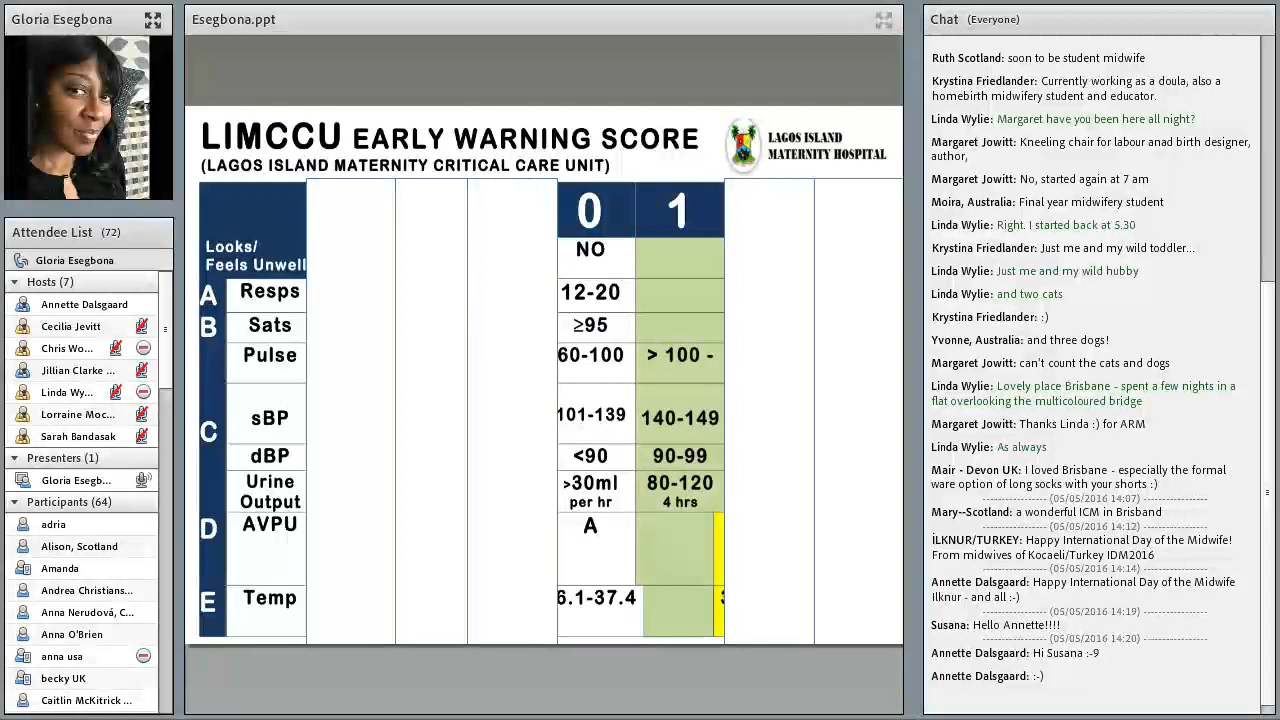 Gloria Esegbona
Attendee List (72)
Gloria Esegbona
Hosts (7)
Annette Dalsgaard
Cecilia Jevitt
Chris Wo...
Jillian Clarke ...
Linda Wy...
Lorraine Moc...
Sarah Bandasak
Presenters (1)
Gloria Esegb...
Participants (64)
adria
Alison, Scotland
Amanda
Andrea Christians...
Anna Nerudová, C...
Anna O'Brien
anna usa
becky UK
Caitlin McKitrick ...
Esegbona.ppt
LIMCCU EARLY WARNING SCORE
(LAGOS ISLAND MATERNITY CRITICAL CARE UNIT)
LAGOS ISLAND
MATERNITY HOSPITAL
0 1
Looks/
Feels Unwell
NO
A Resps 12-20
B Sats ≥95
Pulse 60-100 > 100 -
C
sBP 101-139 140-149
dBP <90 90-99
Urine >30ml 80-120
Output per hr 4 hrs
D AVPU A
E Temp 6.1-37.4 3
Chat (Everyone)
Ruth Scotland: soon to be student midwife
Krystina Friedlander: Currently working as a doula, also a
homebirth midwifery student and educator.
Linda Wylie: Margaret have you been here all night?
Margaret Jowitt: Kneeling chair for labour anad birth designer,
author,
Margaret Jowitt: No, started again at 7 am
Moira, Australia: Final year midwifery student
Linda Wylie: Right. I started back at 5.30
Krystina Friedlander: Just me and my wild toddler...
Linda Wylie: Just me and my wild hubby
Linda Wylie: and two cats
Krystina Friedlander: :)
Yvonne, Australia: and three dogs!
Margaret Jowitt: can't count the cats and dogs
Linda Wylie: Lovely place Brisbane - spent a few nights in a
flat overlooking the multicoloured bridge
Margaret Jowitt: Thanks Linda :) for ARM
Linda Wylie: As always
Mair - Devon UK: I loved Brisbane - especially the formal
ware option of long socks with your shorts :)
------------------ (05/05/2016 14:07) ------------------
Mary--Scotland: a wonderful ICM in Brisband
------------------ (05/05/2016 14:12) ------------------
İLKNUR/TURKEY: Happy International Day of the Midwife!
From midwives of Kocaeli/Turkey IDM2016
------------------ (05/05/2016 14:14) ------------------
Annette Dalsgaard: Happy International Day of the Midwife
Ilknur - and all :-)
------------------ (05/05/2016 14:19) ------------------
Susana: Hello Annette!!!!
------------------ (05/05/2016 14:20) ------------------
Annette Dalsgaard: Hi Susana :-9
Annette Dalsgaard: :-)